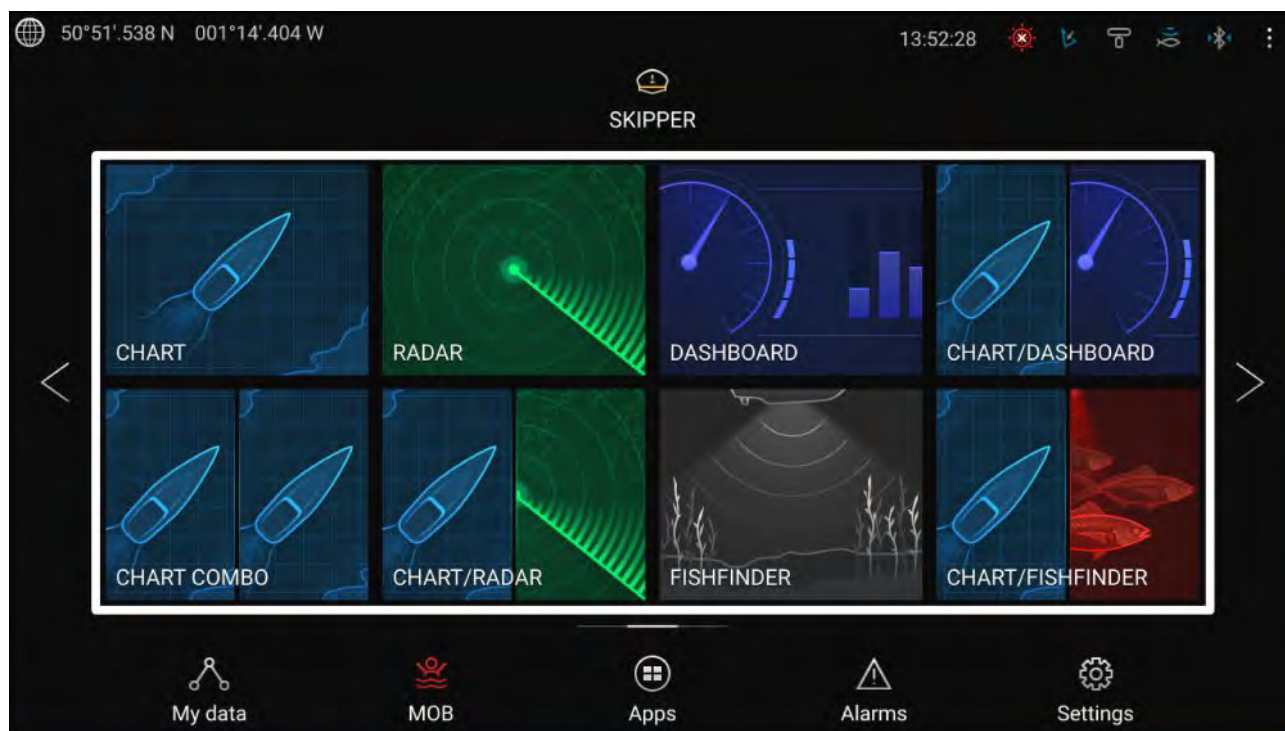 50°51'.538 N 001°14'.404 W 13:52:28
SKIPPER
CHART RADAR DASHBOARD CHART/DASHBOARD
CHART COMBO CHART/RADAR FISHFINDER CHART/FISHFINDER
My data MOB Apps Alarms Settings